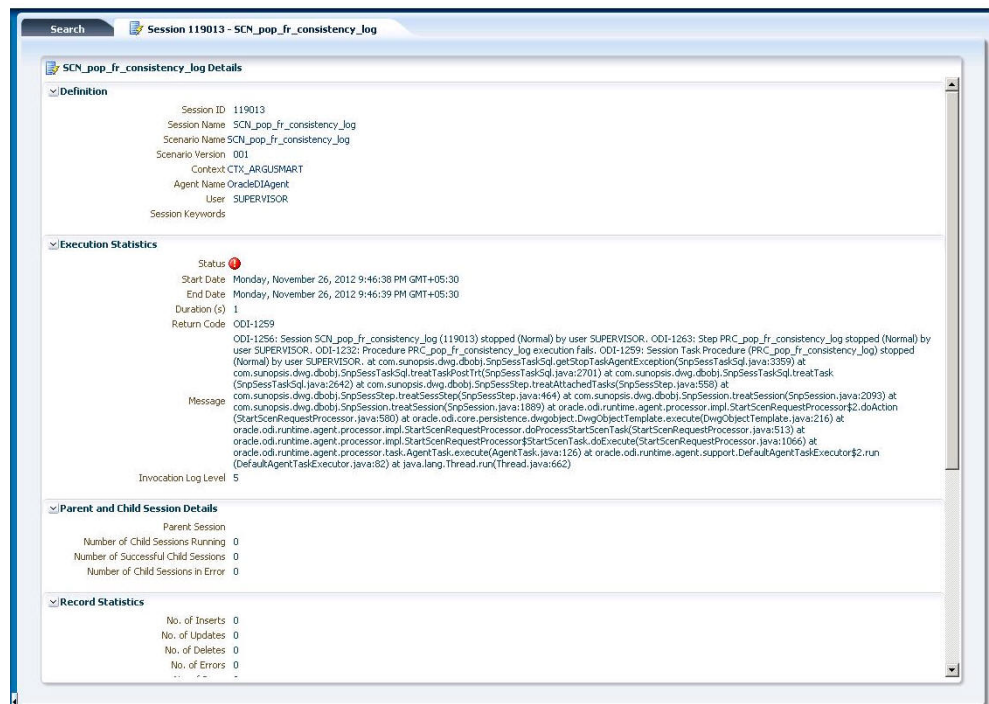 Search
Session 119013 - SCN_pop_fr_consistency_log
SCN_pop_fr_consistency_log Details
Definition
Session ID 119013
Session Name SCN_pop_fr_consistency_log
Scenario Name SCN_pop_fr_consistency_log
Scenario Version 001
Context CTX_ARGUSMART
Agent Name OracleDIAgent
User SUPERVISOR
Session Keywords
Execution Statistics
Status
Start Date Monday, November 26, 2012 9:46:38 PM GMT+05:30
End Date Monday, November 26, 2012 9:46:39 PM GMT+05:30
Duration (s) 1
Return Code ODI-1259
ODI-1256: Session SCN_pop_fr_consistency_log (119013) stopped (Normal) by user SUPERVISOR. ODI-1263: Step PRC_pop_fr_consistency_log stopped (Normal) by
user SUPERVISOR. ODI-1232: Procedure PRC_pop_fr_consistency_log execution fails. ODI-1259: Session Task Procedure (PRC_pop_fr_consistency_log) stopped
(Normal) by user SUPERVISOR. at com.sunopsis.dwg.dbobj.SnpSessTaskSql.getStopTaskAgentException(SnpSessTaskSql.java:3359) at
com.sunopsis.dwg.dbobj.SnpSessTaskSql.treatTaskPostTrt(SnpSessTaskSql.java:2701) at com.sunopsis.dwg.dbobj.SnpSessTaskSql.treatTask
(SnpSessTaskSql.java:2642) at com.sunopsis.dwg.dbobj.SnpSessStep.treatAttachedTasks(SnpSessStep.java:558) at
Message com.sunopsis.dwg.dbobj.SnpSessStep.treatSessStep(SnpSessStep.java:464) at com.sunopsis.dwg.dbobj.SnpSession.treatSession(SnpSession.java:2093) at
com.sunopsis.dwg.dbobj.SnpSession.treatSession(SnpSession.java:1889) at oracle.odi.runtime.agent.processor.impl.StartScenRequestProcessor$2.doAction
(StartScenRequestProcessor.java:580) at oracle.odi.core.persistence.dwgobject.DwgObjectTemplate.execute(DwgObjectTemplate.java:216) at
oracle.odi.runtime.agent.processor.impl.StartScenRequestProcessor.doProcessStartScenTask(StartScenRequestProcessor.java:513) at
oracle.odi.runtime.agent.processor.impl.StartScenRequestProcessor$StartScenTask.doExecute(StartScenRequestProcessor.java:1066) at
oracle.odi.runtime.agent.processor.task.AgentTask.execute(AgentTask.java:126) at oracle.odi.runtime.agent.support.DefaultAgentTaskExecutor$2.run
(DefaultAgentTaskExecutor.java:82) at java.lang.Thread.run(Thread.java:662)
Invocation Log Level 5
Parent and Child Session Details
Parent Session
Number of Child Sessions Running 0
Number of Successful Child Sessions 0
Number of Child Sessions in Error 0
Record Statistics
No. of Inserts 0
No. of Updates 0
No. of Deletes 0
No. of Errors 0